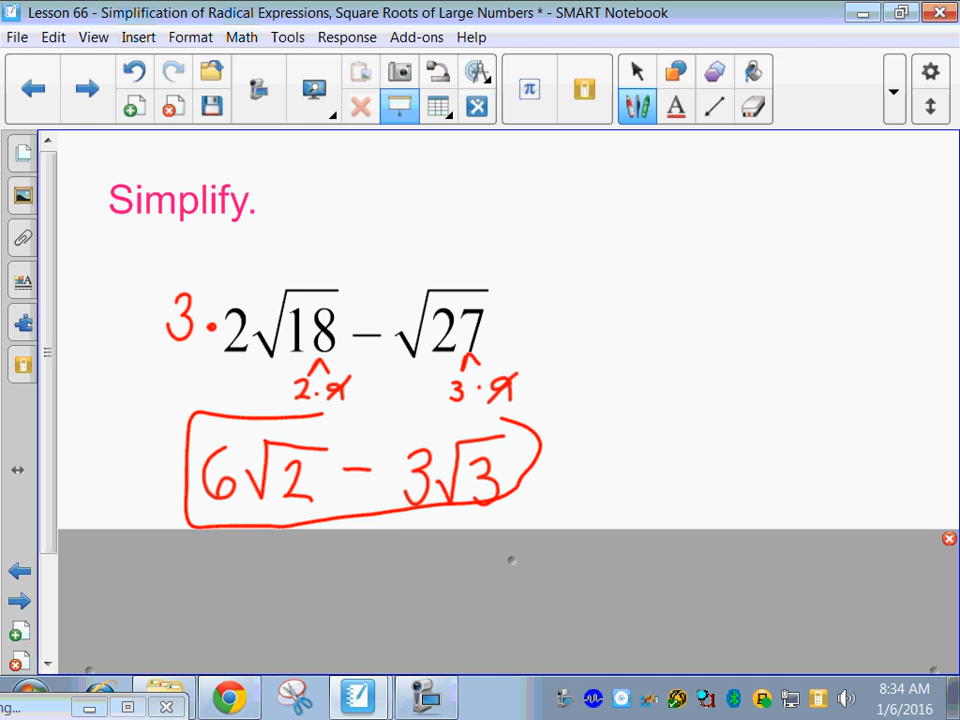 Lesson 66 - Simplification of Radical Expressions, Square Roots of Large Numbers * - SMART Notebook
File Edit View Insert Format Math Tools Response Add-ons Help
π A
Simplify.
3 • 2√18 – √27
2 · 9 3 · 9
6√2 – 3√3
ng...
8:34 AM
1/6/2016